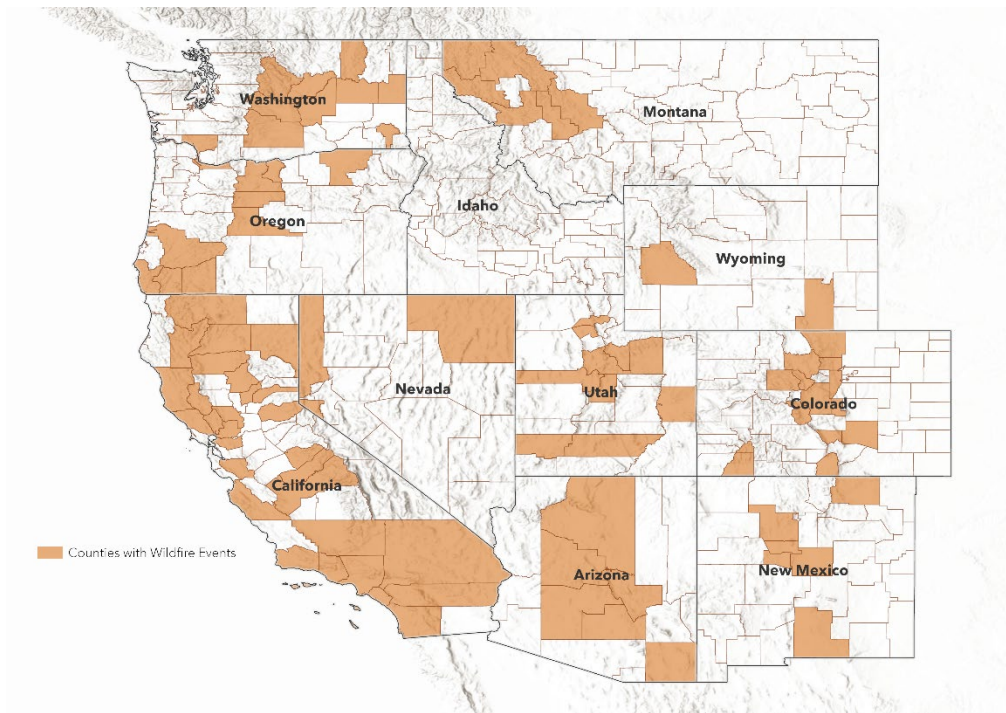 Washington
Montana
Oregon
Idaho
Wyoming
Nevada
Utah
Colorado
California
Counties with Wildfire Events
Arizona
New Mexico